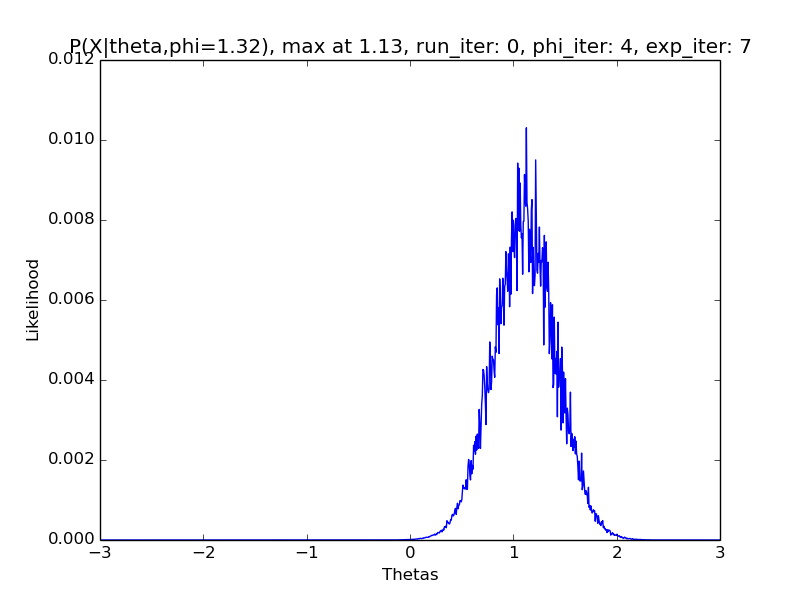 P(X|theta,phi=1.32), max at 1.13, run_iter: 0, phi_iter: 4, exp_iter: 7
0.012
0.010
0.008
0.006
0.004
0.002
0.000
Likelihood
−3 −2 −1 0 1 2 3
Thetas